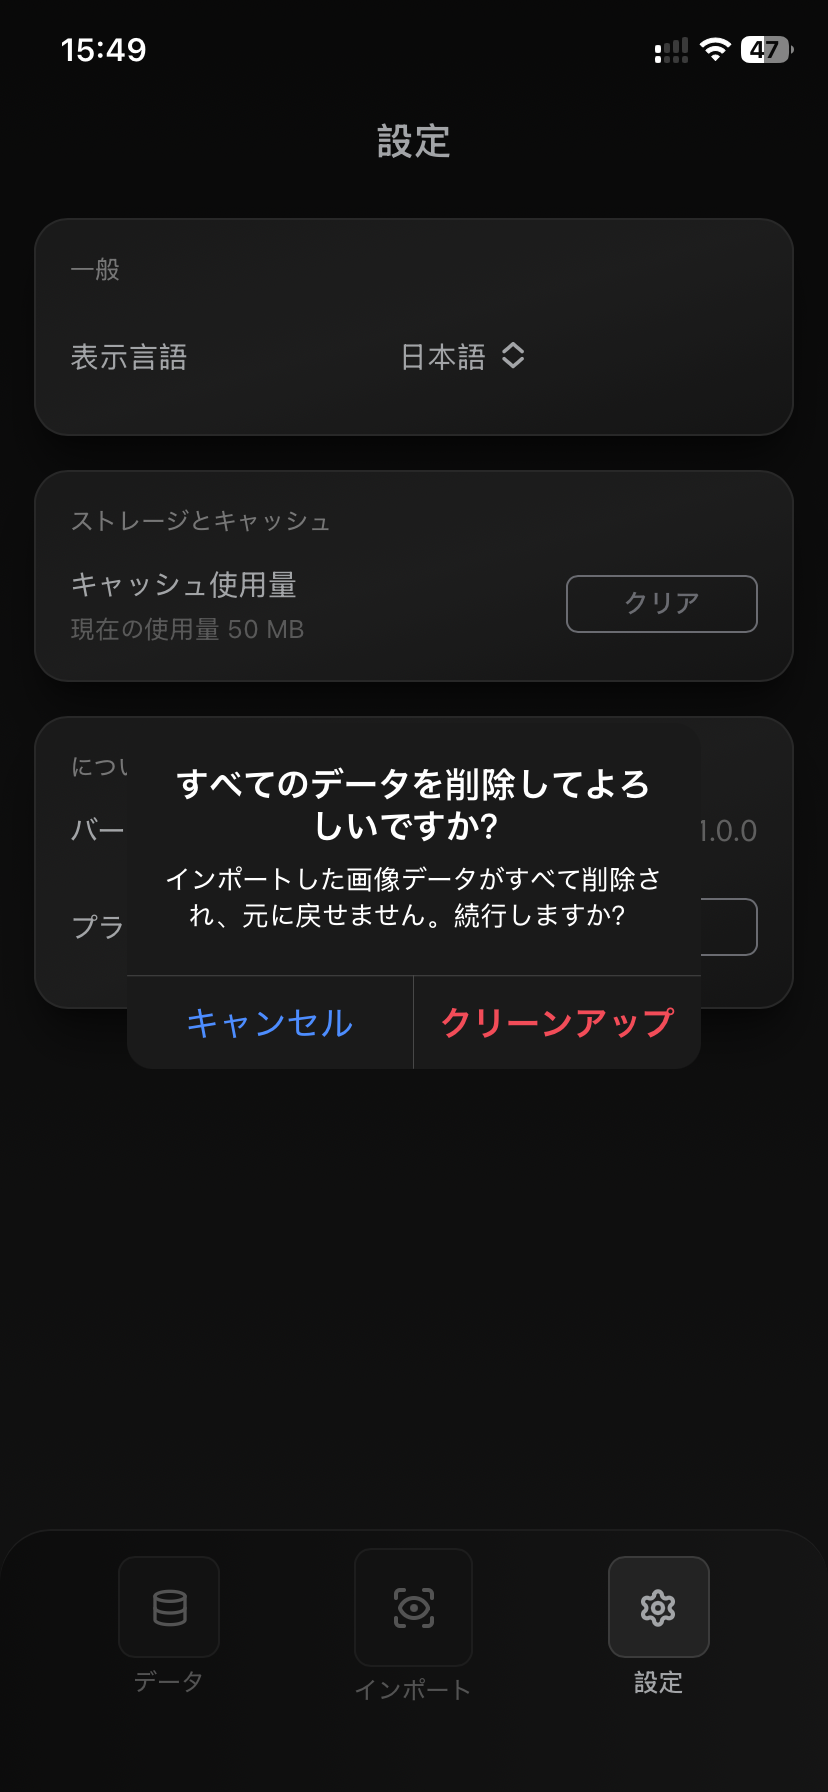 15:49
47
設定
一般
表示言語
日本語
ストレージとキャッシュ
キャッシュ使用量
現在の使用量 50 MB
クリア
につい
バー
1.0.0
プラ
すべてのデータを削除してよろ
しいですか?
インポートした画像データがすべて削除さ
れ、元に戻せません。続行しますか?
キャンセル
クリーンアップ
データ
インポート
設定